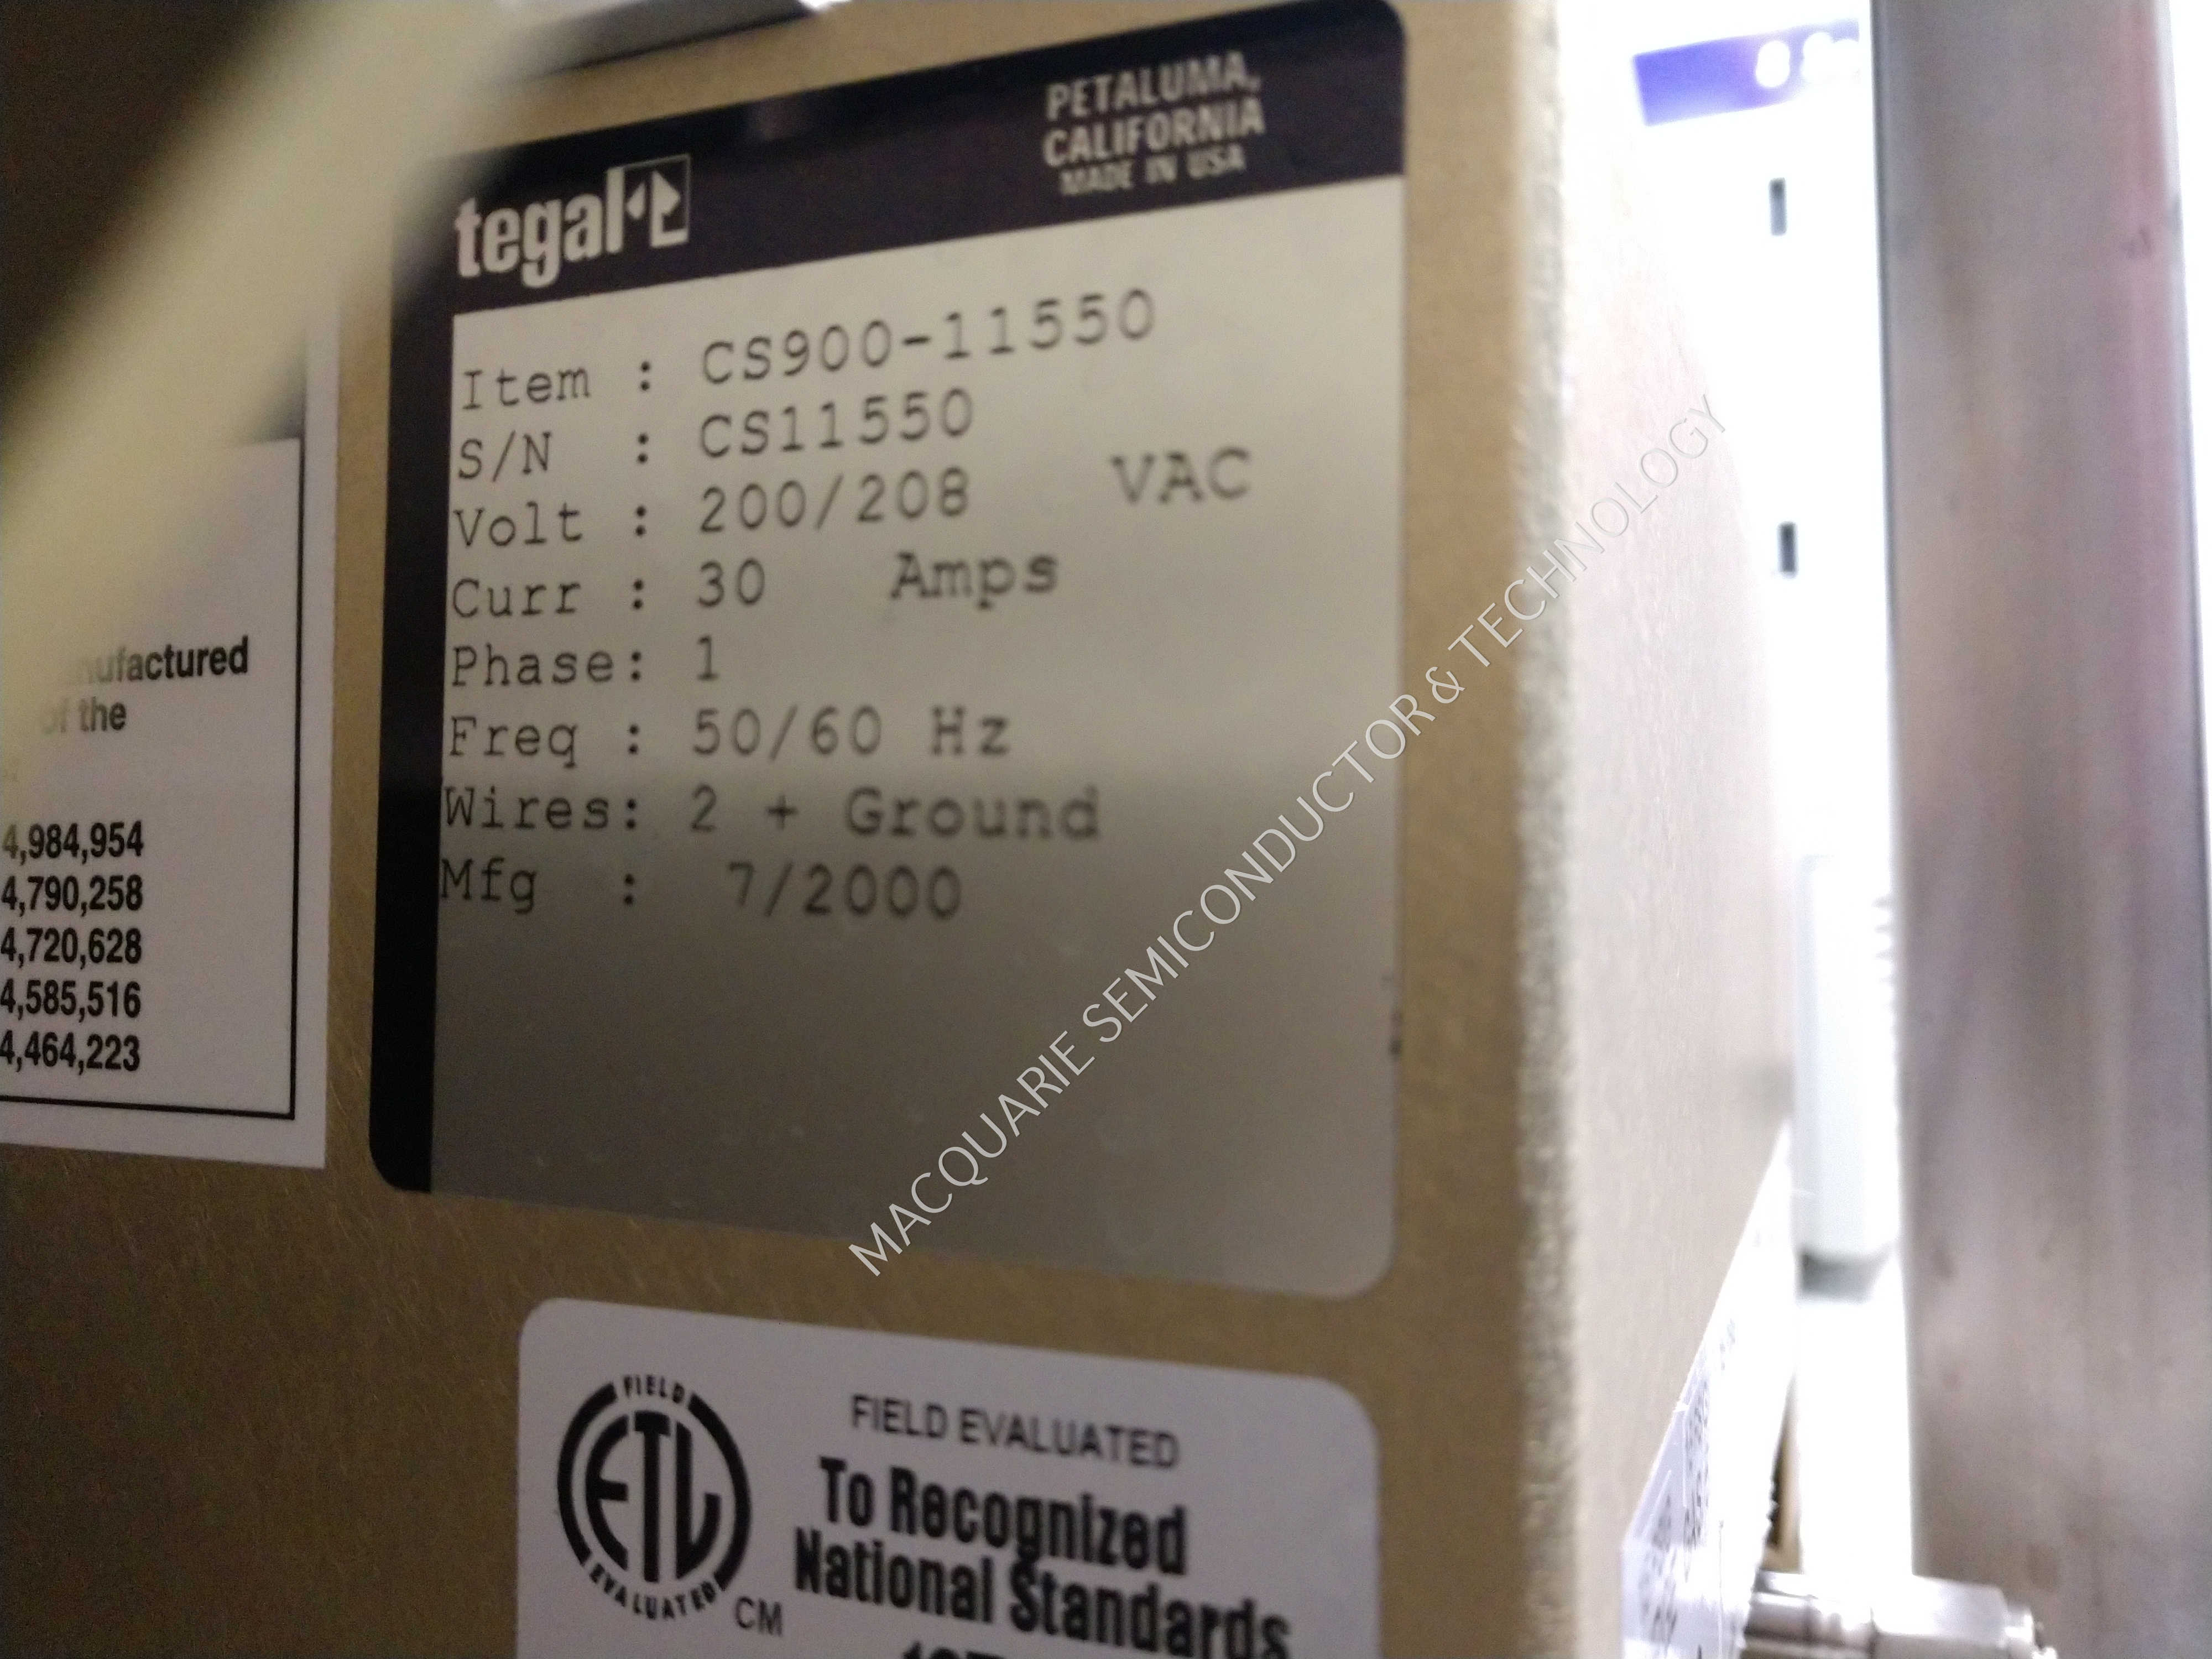 tegal
PETALUMA,
CALIFORNIA
MADE IN USA
Item : CS900-11550
S/N : CS11550
Volt : 200/208 VAC
Curr : 30 Amps
Phase: 1
Freq : 50/60 Hz
Wires: 2 + Ground
Mfg : 7/2000
nufactured
of the
4,984,954
4,790,258
4,720,628
4,585,516
4,464,223
MACQUARIE SEMICONDUCTOR & TECHNOLOGY
FIELD
ETL
EVALUATED
CM
FIELD EVALUATED
To Recognized
National Standards